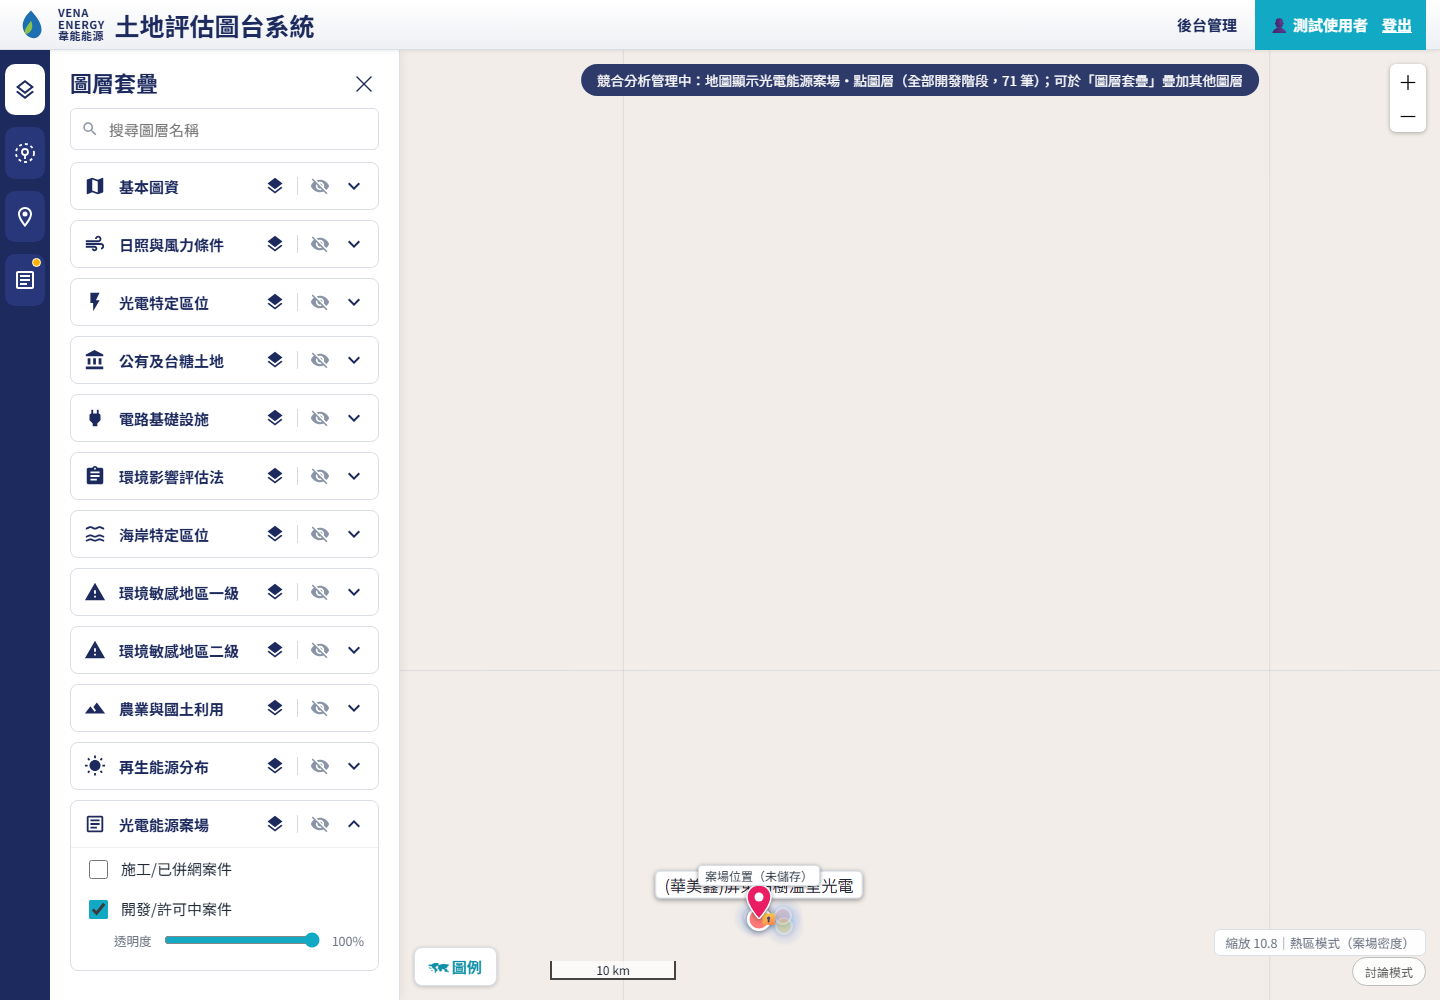 VENA
ENERGY
韋能能源
土地評估圖台系統
後台管理
測試使用者
登出
圖層套疊
搜尋圖層名稱
基本圖資
日照與風力條件
光電特定區位
公有及台糖土地
電路基礎設施
環境影響評估法
海岸特定區位
環境敏感地區一級
環境敏感地區二級
農業與國土利用
再生能源分布
光電能源案場
施工/已併網案件
開發/許可中案件
透明度
100%
競合分析管理中：地圖顯示光電能源案場・點圖層（全部開發階段，71 筆）；可於「圖層套疊」疊加其他圖層
案場位置（未儲存）
(華美鑫)屏東 光電
圖例
10 km
縮放 10.8｜熱區模式（案場密度）
討論模式